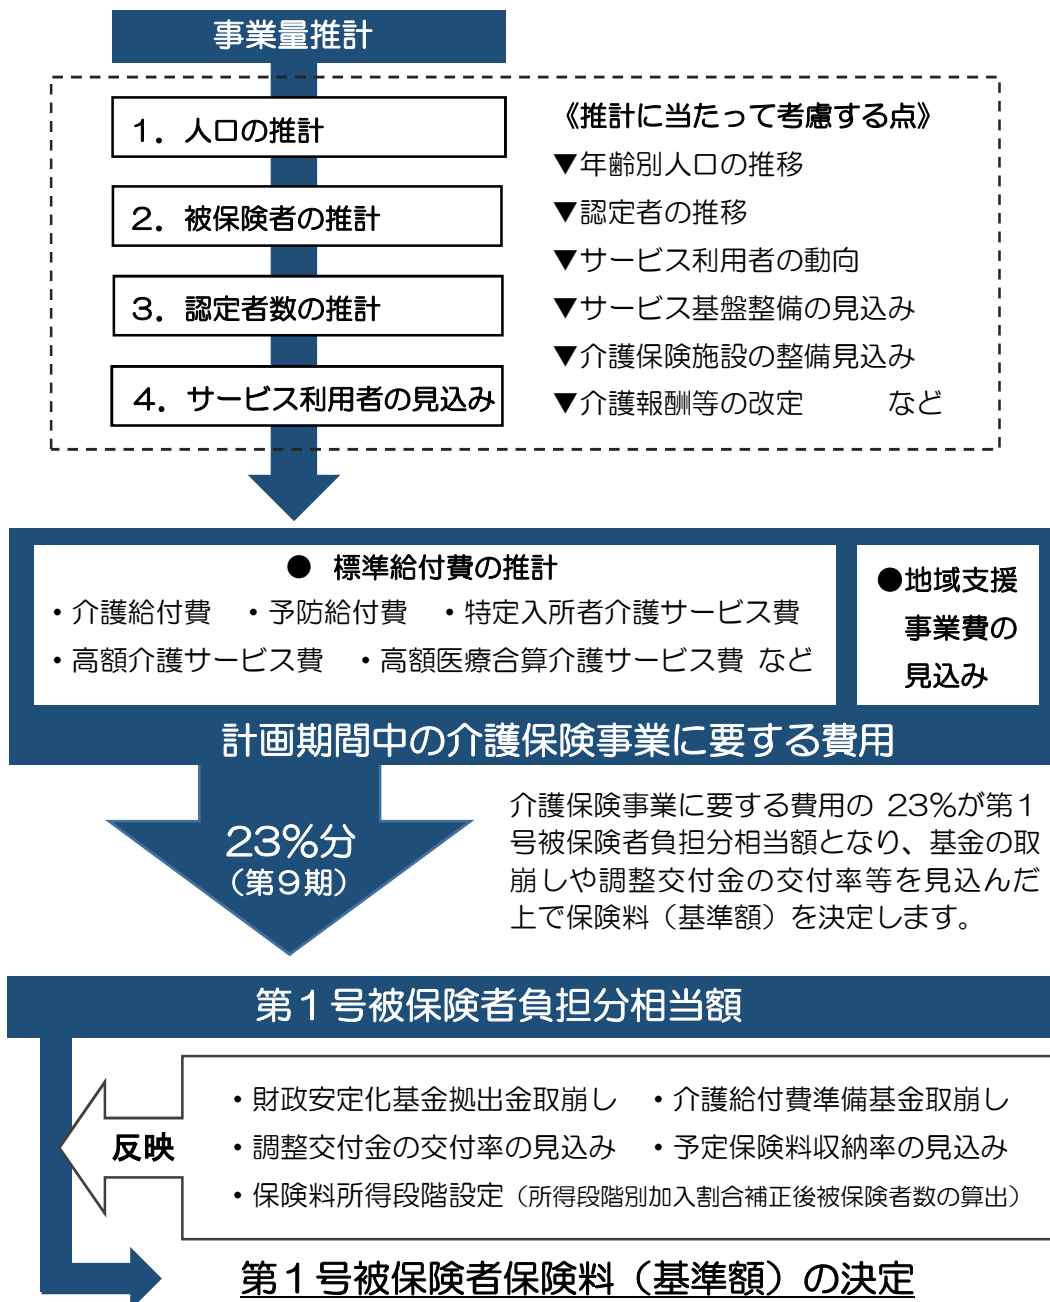 事業量推計
１．人口の推計
２．被保険者の推計
３．認定者数の推計
４．サービス利用者の見込み
《推計に当たって考慮する点》
▼年齢別人口の推移
▼認定者の推移
▼サービス利用者の動向
▼サービス基盤整備の見込み
▼介護保険施設の整備見込み
▼介護報酬等の改定　　　など
● 標準給付費の推計
・介護給付費　・予防給付費　・特定入所者介護サービス費
・高額介護サービス費　・高額医療合算介護サービス費 など
●地域支援
事業費の
見込み
計画期間中の介護保険事業に要する費用
23％分
（第９期）
介護保険事業に要する費用の 23％が第１
号被保険者負担分相当額となり、基金の取
崩しや調整交付金の交付率等を見込んだ
上で保険料（基準額）を決定します。
第１号被保険者負担分相当額
反映
・財政安定化基金拠出金取崩し　・介護給付費準備基金取崩し
・調整交付金の交付率の見込み　・予定保険料収納率の見込み
・保険料所得段階設定（所得段階別加入割合補正後被保険者数の算出）
第１号被保険者保険料（基準額）の決定